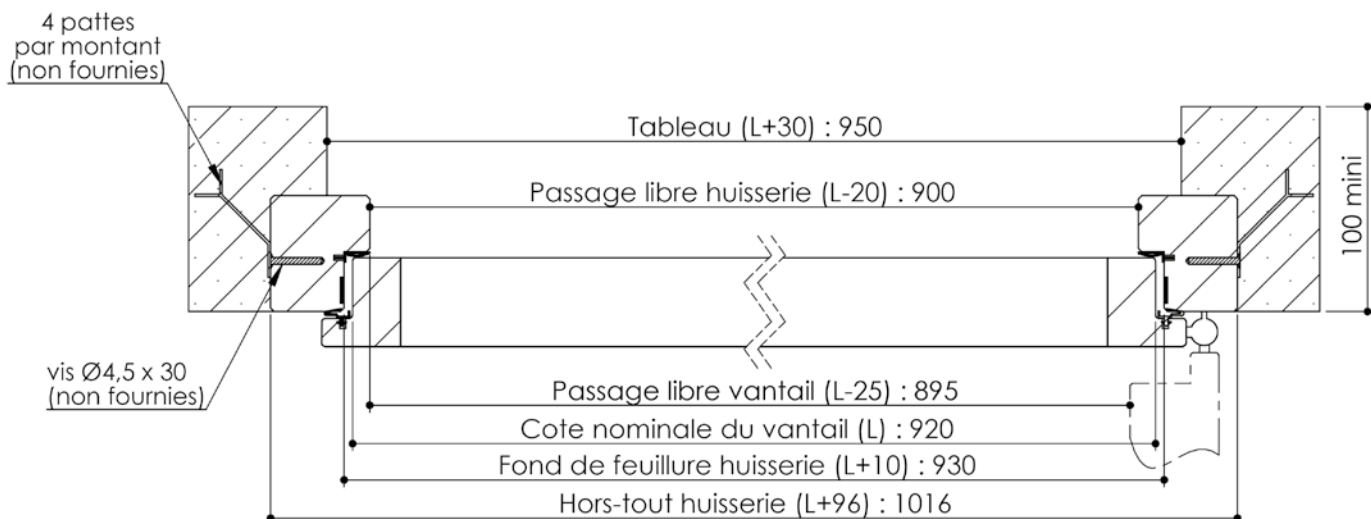 4 pattes
par montant
(non fournies)
Tableau (L+30) : 950
Passage libre huisserie (L-20) : 900
100 mini
vis Ø4,5 x 30
(non fournies)
Passage libre vantail (L-25) : 895
Cote nominale du vantail (L) : 920
Fond de feuillure huisserie (L+10) : 930
Hors-tout huisserie (L+96) : 1016